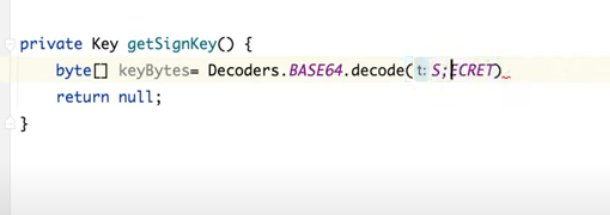 private Key getSignKey() {
byte[] keyBytes= Decoders.BASE64.decode( t: S;ECRET)
return null;
}